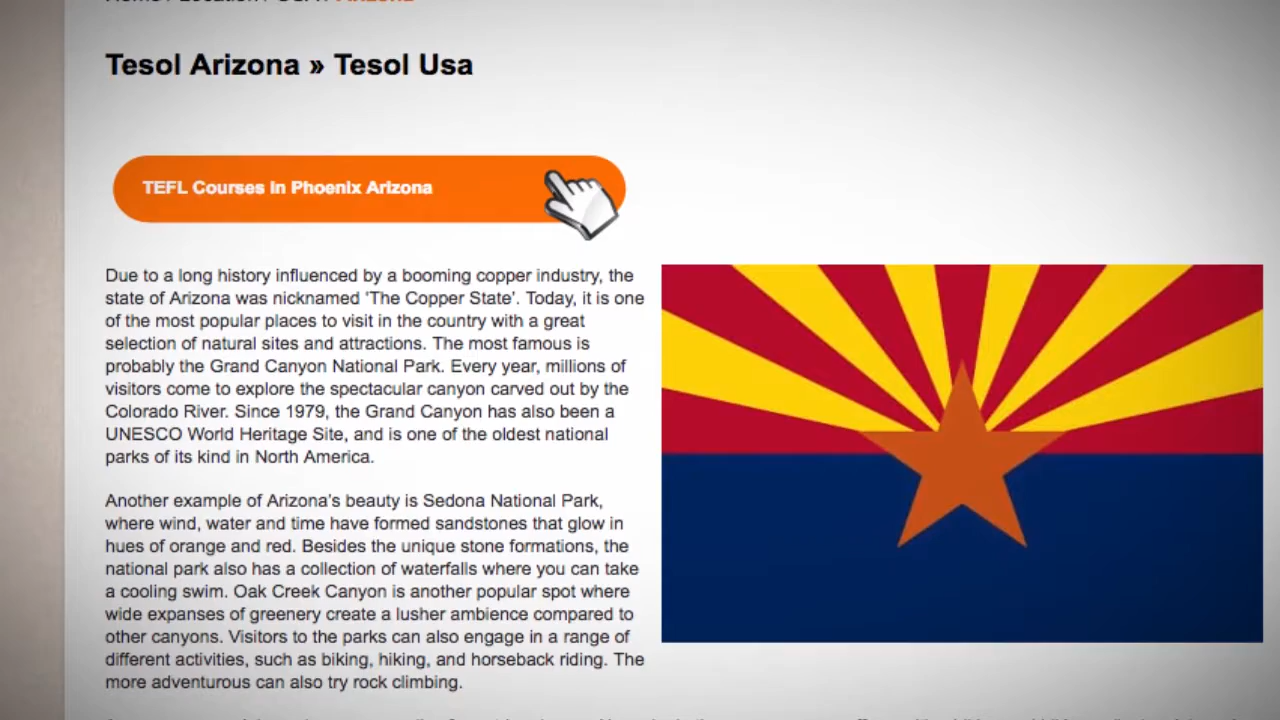 Tesol Arizona » Tesol Usa
TEFL Courses in Phoenix Arizona
Due to a long history influenced by a booming copper industry, the
state of Arizona was nicknamed 'The Copper State'. Today, it is one
of the most popular places to visit in the country with a great
selection of natural sites and attractions. The most famous is
probably the Grand Canyon National Park. Every year, millions of
visitors come to explore the spectacular canyon carved out by the
Colorado River. Since 1979, the Grand Canyon has also been a
UNESCO World Heritage Site, and is one of the oldest national
parks of its kind in North America.
Another example of Arizona's beauty is Sedona National Park,
where wind, water and time have formed sandstones that glow in
hues of orange and red. Besides the unique stone formations, the
national park also has a collection of waterfalls where you can take
a cooling swim. Oak Creek Canyon is another popular spot where
wide expanses of greenery create a lusher ambience compared to
other canyons. Visitors to the parks can also engage in a range of
different activities, such as biking, hiking, and horseback riding. The
more adventurous can also try rock climbing.